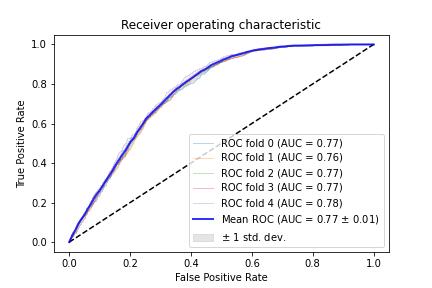 Receiver operating characteristic
True Positive Rate
1.0
0.8
0.6
0.4
0.2
0.0
ROC fold 0 (AUC = 0.77)
ROC fold 1 (AUC = 0.76)
ROC fold 2 (AUC = 0.77)
ROC fold 3 (AUC = 0.77)
ROC fold 4 (AUC = 0.78)
Mean ROC (AUC = 0.77 ± 0.01)
± 1 std. dev.
0.0 0.2 0.4 0.6 0.8 1.0
False Positive Rate